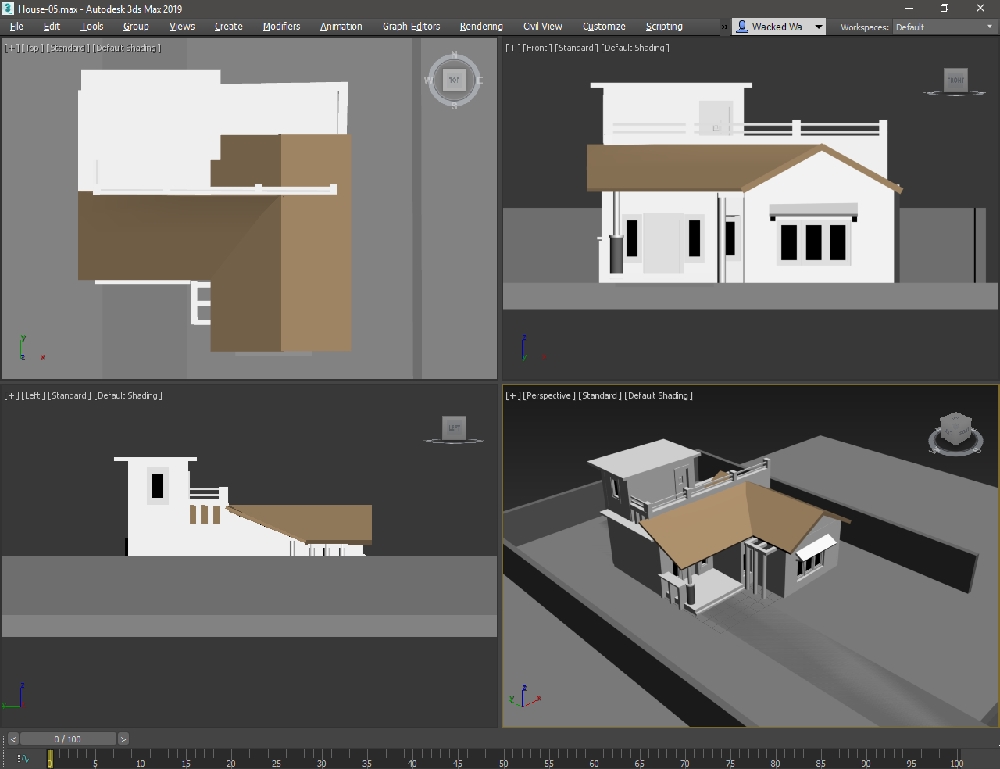 House-05.max - Autodesk 3ds Max 2019
File Edit Tools Group Views Create Modifiers Animation Graph Editors Rendering Civil View Customize Scripting » Wacked Wa Workspaces: Default
[+] [Top] [Standard] [Default Shading]
N
W TOP
S
[+] [Front] [Standard] [Default Shading]
FRONT
y
z x
z
x
[+] [Left] [Standard] [Default Shading]
LEFT
z
[+] [Perspective] [Standard] [Default Shading]
z
y x
< 0 / 100 >
0 5 10 15 20 25 30 35 40 45 50 55 60 65 70 75 80 85 90 95 100